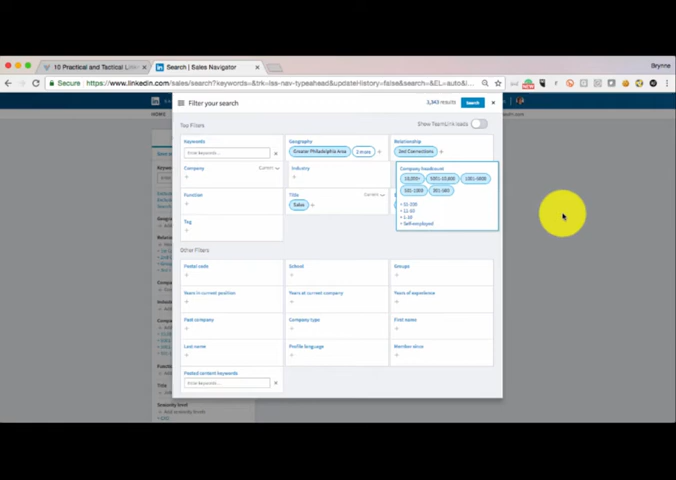 10 Practical and Tactical Linke
Search | Sales Navigator
Brynne
Secure
https://www.linkedin.com/sales/search?keywords=&trk=lss-nav-typeahead&updateHistory=false&search=&EL=auto&i
Filter your search
2,343 results
Search
Show TeamLink leads
Top Filters
Keywords
Enter keywords...
Geography
Greater Philadelphia Area
2 more
Relationship
2nd Connections
Company
Current
Industry
Company headcount
10,000+
5001-10,000
1001-5000
501-1000
201-500
51-200
11-50
1-10
Self-employed
Function
Title
Current
Sales
Tag
Other Filters
Postal code
School
Groups
Years in current position
Years at current company
Years of experience
Past company
Company type
First name
Last name
Profile language
Member since
Posted content keywords
Enter keywords...
Seniority level